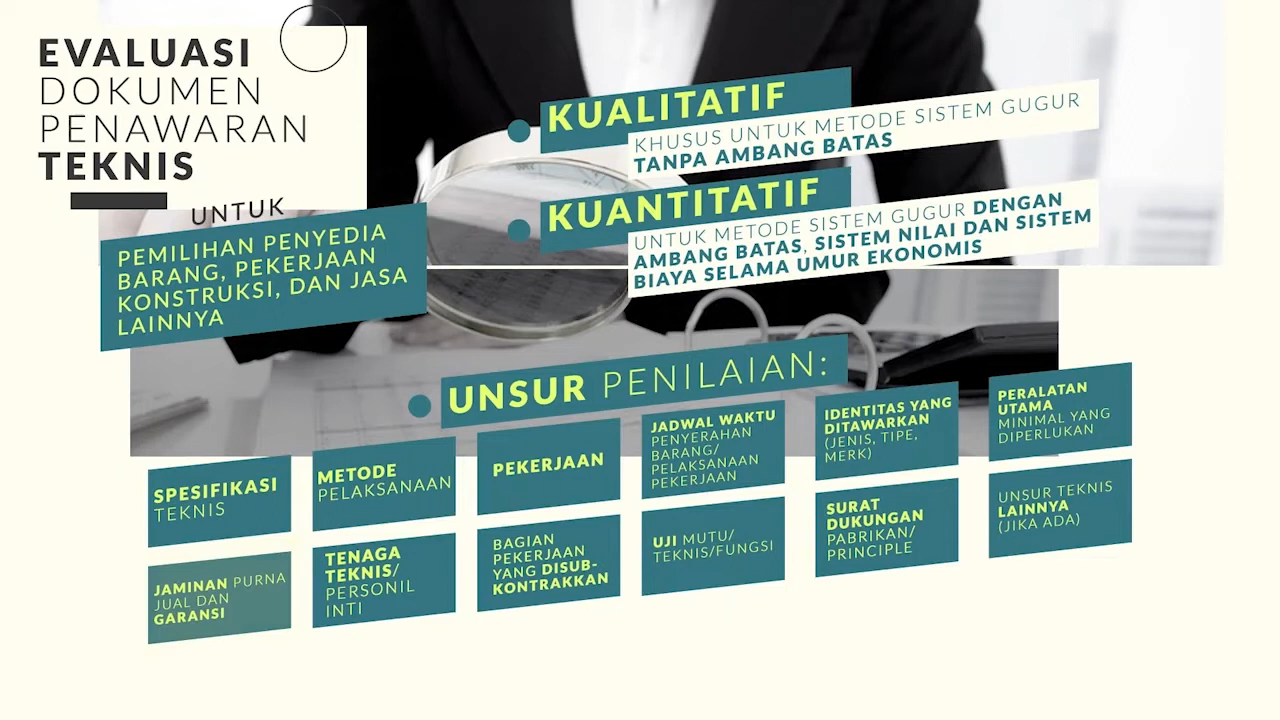 EVALUASI
DOKUMEN
PENAWARAN
TEKNIS
UNTUK
PEMILIHAN PENYEDIA
BARANG, PEKERJAAN
KONSTRUKSI, DAN JASA
LAINNYA
KUALITATIF
KHUSUS UNTUK METODE SISTEM GUGUR
TANPA AMBANG BATAS
KUANTITATIF
UNTUK METODE SISTEM GUGUR DENGAN
AMBANG BATAS, SISTEM NILAI DAN SISTEM
BIAYA SELAMA UMUR EKONOMIS
UNSUR PENILAIAN:
SPESIFIKASI
TEKNIS
METODE
PELAKSANAAN
PEKERJAAN
JADWAL WAKTU
PENYERAHAN
BARANG/
PELAKSANAAN
PEKERJAAN
IDENTITAS YANG
DITAWARKAN
(JENIS, TIPE,
MERK)
PERALATAN
UTAMA
MINIMAL YANG
DIPERLUKAN
JAMINAN PURNA
JUAL DAN
GARANSI
TENAGA
TEKNIS/
PERSONIL
INTI
BAGIAN
PEKERJAAN
YANG DISUB-
KONTRAKKAN
UJI MUTU/
TEKNIS/FUNGSI
SURAT
DUKUNGAN
PABRIKAN/
PRINCIPLE
UNSUR TEKNIS
LAINNYA
(JIKA ADA)